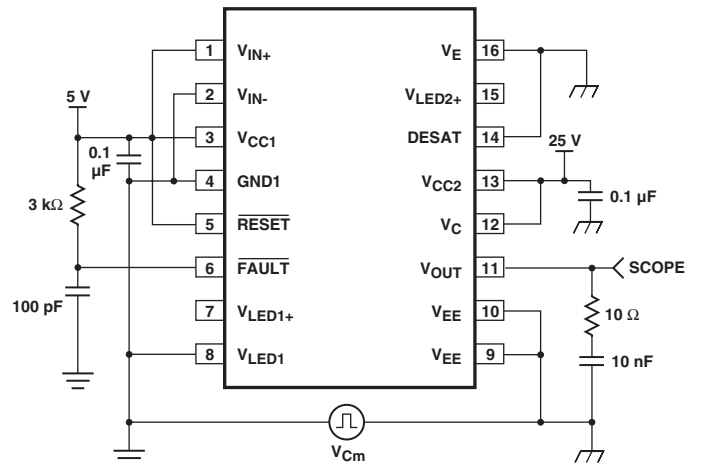 1 V_IN+
2 V_IN-
3 V_CC1
4 GND1
5 RESET
6 FAULT
7 V_LED1+
8 V_LED1
V_E 16
V_LED2+ 15
DESAT 14
V_CC2 13
V_C 12
V_OUT 11
V_EE 10
V_EE 9
5 V
0.1
µF
3 kΩ
100 pF
25 V
0.1 µF
SCOPE
10 Ω
10 nF
V_Cm